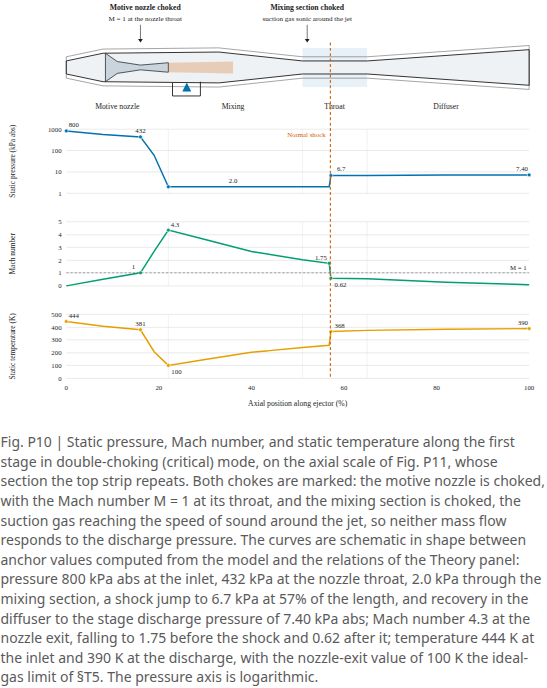 Motive nozzle choked
M = 1 at the nozzle throat
Mixing section choked
suction gas sonic around the jet
Motive nozzle
Mixing
Throat
Diffuser
Normal shock
Static pressure (kPa abs)
1000
100
10
1
800
432
2.0
6.7
7.40
Mach number
5
4
3
2
1
0
1
4.3
1.75
0.62
M = 1
Static temperature (K)
500
400
300
200
100
0
444
381
100
368
390
0
20
40
60
80
100
Axial position along ejector (%)
Fig. P10 | Static pressure, Mach number, and static temperature along the first
stage in double-choking (critical) mode, on the axial scale of Fig. P11, whose
section the top strip repeats. Both chokes are marked: the motive nozzle is choked,
with the Mach number M = 1 at its throat, and the mixing section is choked, the
suction gas reaching the speed of sound around the jet, so neither mass flow
responds to the discharge pressure. The curves are schematic in shape between
anchor values computed from the model and the relations of the Theory panel:
pressure 800 kPa abs at the inlet, 432 kPa at the nozzle throat, 2.0 kPa through the
mixing section, a shock jump to 6.7 kPa at 57% of the length, and recovery in the
diffuser to the stage discharge pressure of 7.40 kPa abs; Mach number 4.3 at the
nozzle exit, falling to 1.75 before the shock and 0.62 after it; temperature 444 K at
the inlet and 390 K at the discharge, with the nozzle-exit value of 100 K the ideal-
gas limit of §T5. The pressure axis is logarithmic.